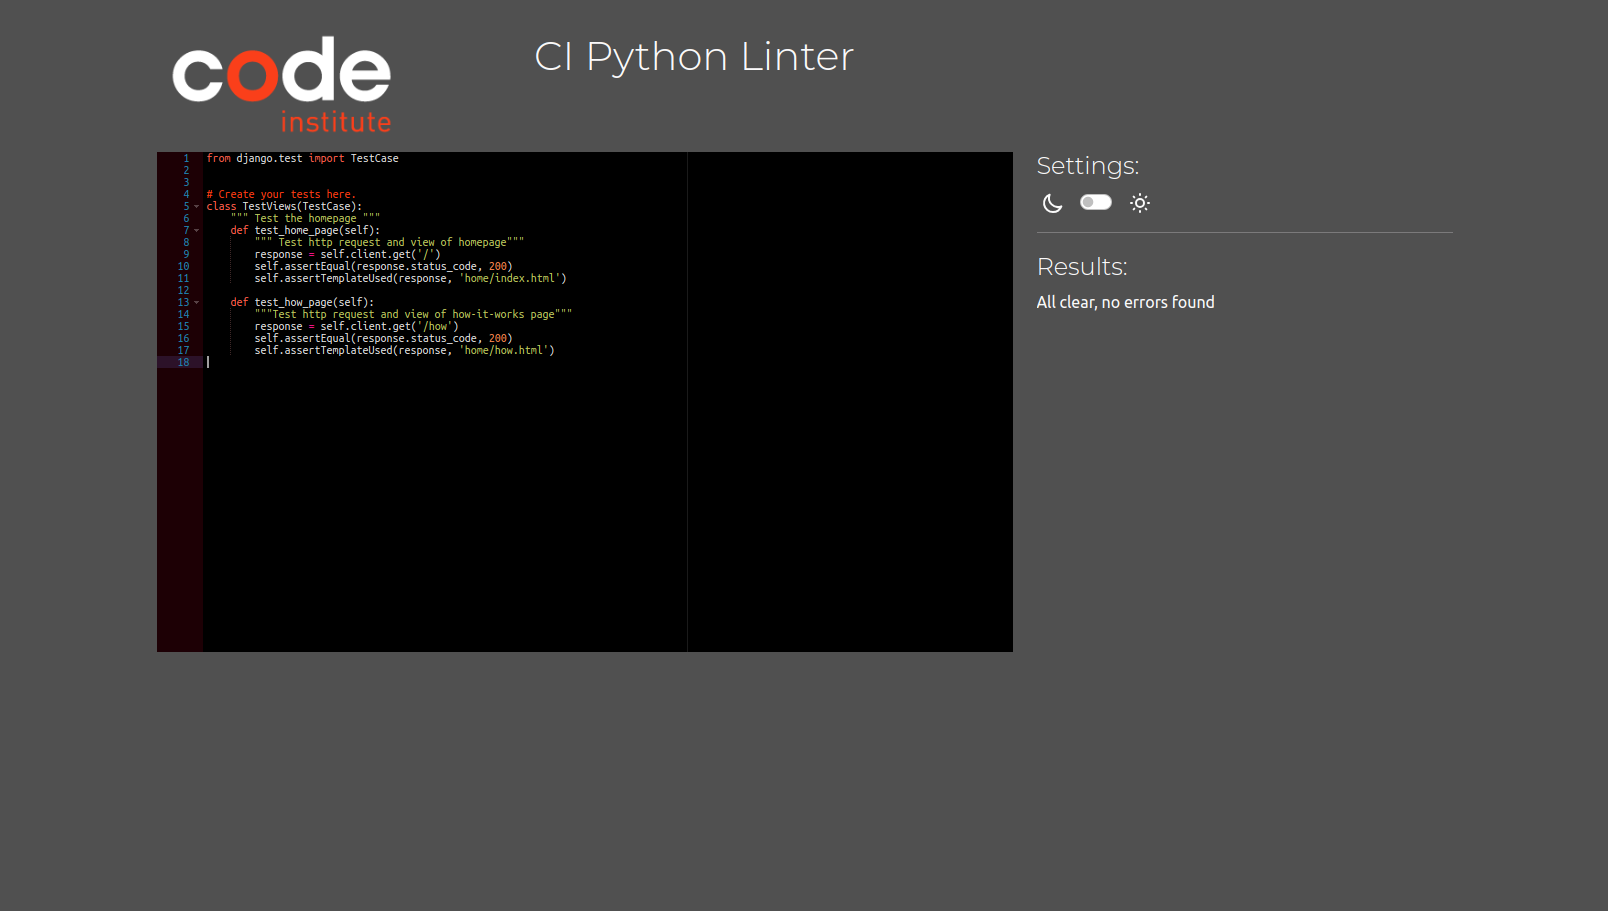 code
institute
CI Python Linter
1 from django.test import TestCase
2
3
4 # Create your tests here.
5 class TestViews(TestCase):
6     """ Test the homepage """
7     def test_home_page(self):
8         """ Test http request and view of homepage"""
9         response = self.client.get('/')
10         self.assertEqual(response.status_code, 200)
11         self.assertTemplateUsed(response, 'home/index.html')
12
13     def test_how_page(self):
14         """Test http request and view of how-it-works page"""
15         response = self.client.get('/how')
16         self.assertEqual(response.status_code, 200)
17         self.assertTemplateUsed(response, 'home/how.html')
18
Settings:
Results:
All clear, no errors found